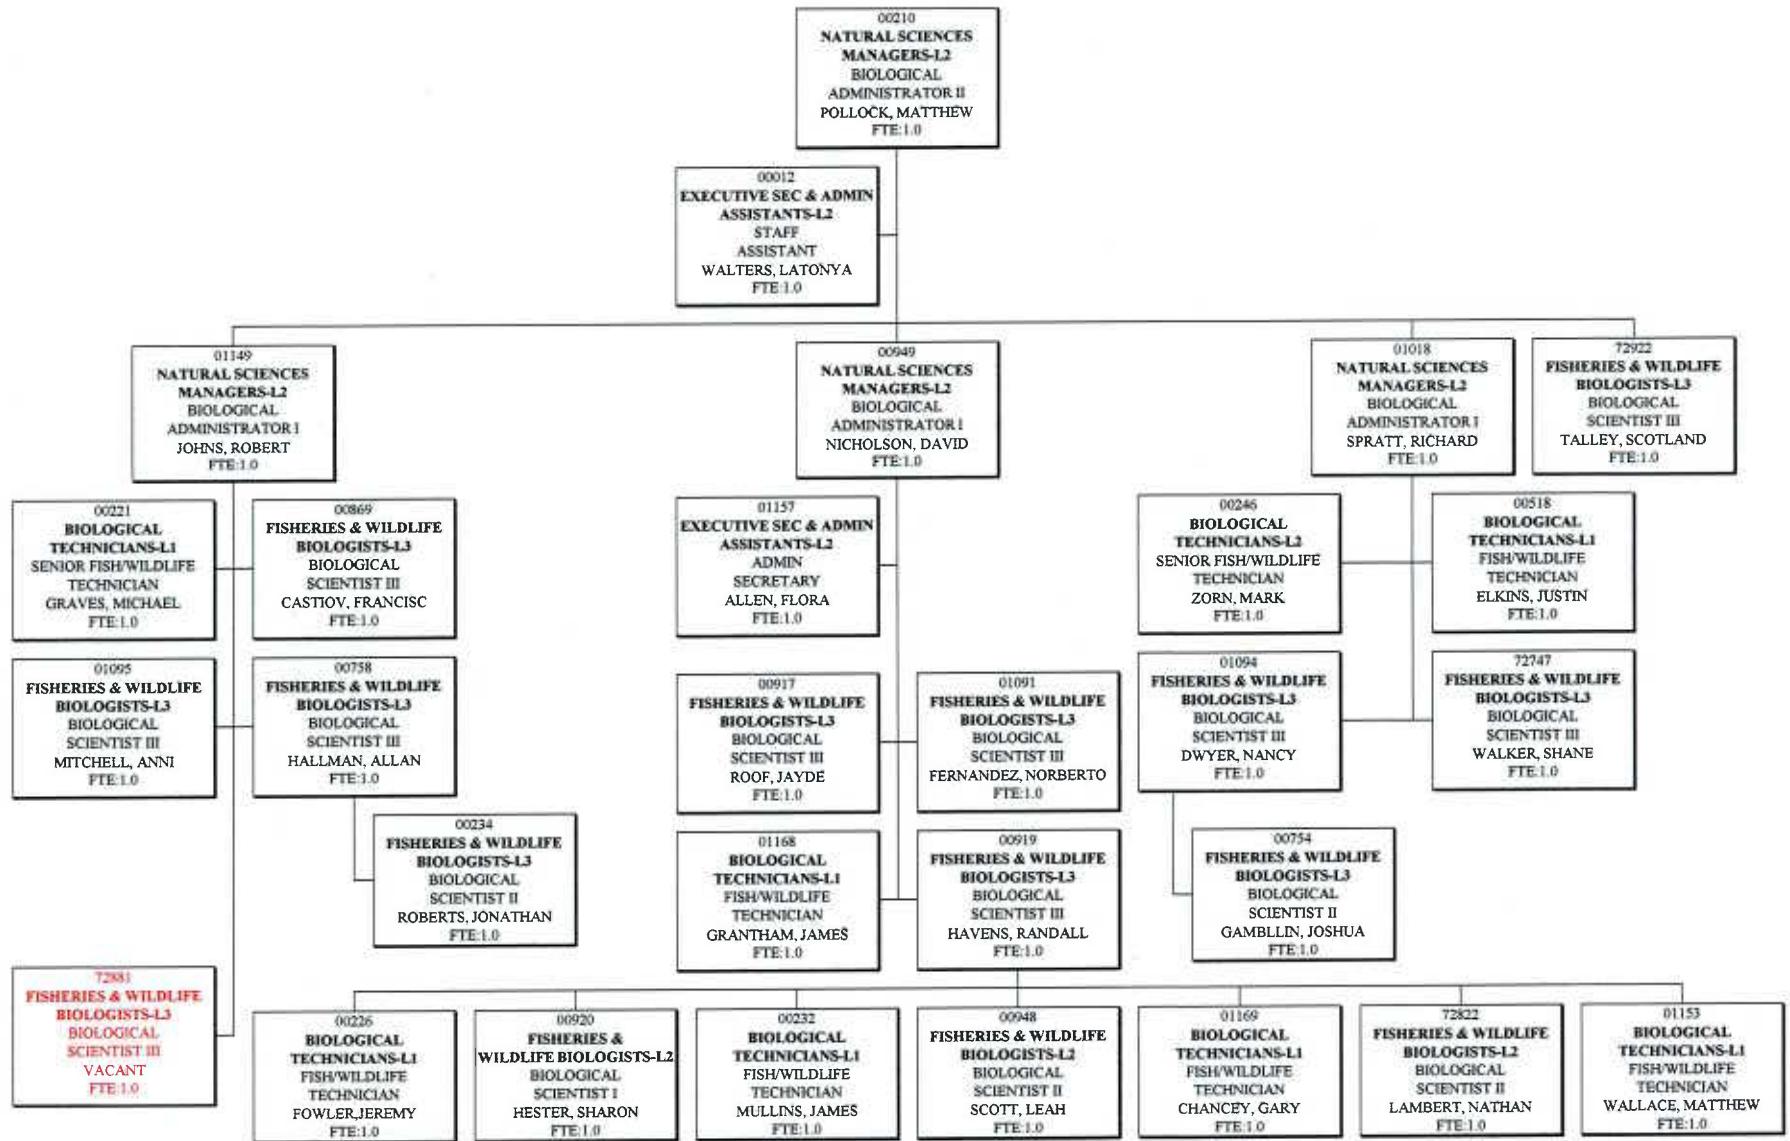 00210
NATURAL SCIENCES
MANAGERS-L2
BIOLOGICAL
ADMINISTRATOR II
POLLOCK, MATTHEW
FTE:1.0
00012
EXECUTIVE SEC & ADMIN
ASSISTANTS-L2
STAFF
ASSISTANT
WALTERS, LATONYA
FTE:1.0
01149
NATURAL SCIENCES
MANAGERS-L2
BIOLOGICAL
ADMINISTRATOR I
JOHNS, ROBERT
FTE:1.0
00949
NATURAL SCIENCES
MANAGERS-L2
BIOLOGICAL
ADMINISTRATOR I
NICHOLSON, DAVID
FTE:1.0
01018
NATURAL SCIENCES
MANAGERS-L2
BIOLOGICAL
ADMINISTRATOR I
SPRATT, RICHARD
FTE:1.0
72922
FISHERIES & WILDLIFE
BIOLOGISTS-L3
BIOLOGICAL
SCIENTIST III
TALLEY, SCOTLAND
FTE:1.0
00221
BIOLOGICAL
TECHNICIANS-L1
SENIOR FISH/WILDLIFE
TECHNICIAN
GRAVES, MICHAEL
FTE:1.0
00869
FISHERIES & WILDLIFE
BIOLOGISTS-L3
BIOLOGICAL
SCIENTIST III
CASTIOV, FRANCISC
FTE:1.0
01157
EXECUTIVE SEC & ADMIN
ASSISTANTS-L2
ADMIN
SECRETARY
ALLEN, FLORA
FTE:1.0
00246
BIOLOGICAL
TECHNICIANS-L2
SENIOR FISH/WILDLIFE
TECHNICIAN
ZORN, MARK
FTE:1.0
00518
BIOLOGICAL
TECHNICIANS-L1
FISH/WILDLIFE
TECHNICIAN
ELKINS, JUSTIN
FTE:1.0
01095
FISHERIES & WILDLIFE
BIOLOGISTS-L3
BIOLOGICAL
SCIENTIST III
MITCHELL, ANNI
FTE:1.0
00758
FISHERIES & WILDLIFE
BIOLOGISTS-L3
BIOLOGICAL
SCIENTIST III
HALLMAN, ALLAN
FTE:1.0
00917
FISHERIES & WILDLIFE
BIOLOGISTS-L3
BIOLOGICAL
SCIENTIST III
ROOF, JAYDE
FTE:1.0
01091
FISHERIES & WILDLIFE
BIOLOGISTS-L3
BIOLOGICAL
SCIENTIST III
FERNANDEZ, NORBERTO
FTE:1.0
01094
FISHERIES & WILDLIFE
BIOLOGISTS-L3
BIOLOGICAL
SCIENTIST III
DWYER, NANCY
FTE:1.0
72747
FISHERIES & WILDLIFE
BIOLOGISTS-L3
BIOLOGICAL
SCIENTIST III
WALKER, SHANE
FTE:1.0
00234
FISHERIES & WILDLIFE
BIOLOGISTS-L3
BIOLOGICAL
SCIENTIST II
ROBERTS, JONATHAN
FTE:1.0
01168
BIOLOGICAL
TECHNICIANS-L1
FISH/WILDLIFE
TECHNICIAN
GRANTHAM, JAMES
FTE:1.0
00919
FISHERIES & WILDLIFE
BIOLOGISTS-L3
BIOLOGICAL
SCIENTIST III
HAVENS, RANDALL
FTE:1.0
00754
FISHERIES & WILDLIFE
BIOLOGISTS-L3
BIOLOGICAL
SCIENTIST II
GAMBLLIN, JOSHUA
FTE:1.0
72881
FISHERIES & WILDLIFE
BIOLOGISTS-L3
BIOLOGICAL
SCIENTIST III
VACANT
FTE:1.0
00226
BIOLOGICAL
TECHNICIANS-L1
FISH/WILDLIFE
TECHNICIAN
FOWLER,JEREMY
FTE:1.0
00920
FISHERIES &
WILDLIFE BIOLOGISTS-L2
BIOLOGICAL
SCIENTIST I
HESTER, SHARON
FTE:1.0
00232
BIOLOGICAL
TECHNICIANS-L1
FISH/WILDLIFE
TECHNICIAN
MULLINS, JAMES
FTE:1.0
00948
FISHERIES & WILDLIFE
BIOLOGISTS-L2
BIOLOGICAL
SCIENTIST II
SCOTT, LEAH
FTE:1.0
01169
BIOLOGICAL
TECHNICIANS-L1
FISH/WILDLIFE
TECHNICIAN
CHANCEY, GARY
FTE:1.0
72822
FISHERIES & WILDLIFE
BIOLOGISTS-L2
BIOLOGICAL
SCIENTIST II
LAMBERT, NATHAN
FTE:1.0
01153
BIOLOGICAL
TECHNICIANS-L1
FISH/WILDLIFE
TECHNICIAN
WALLACE, MATTHEW
FTE:1.0